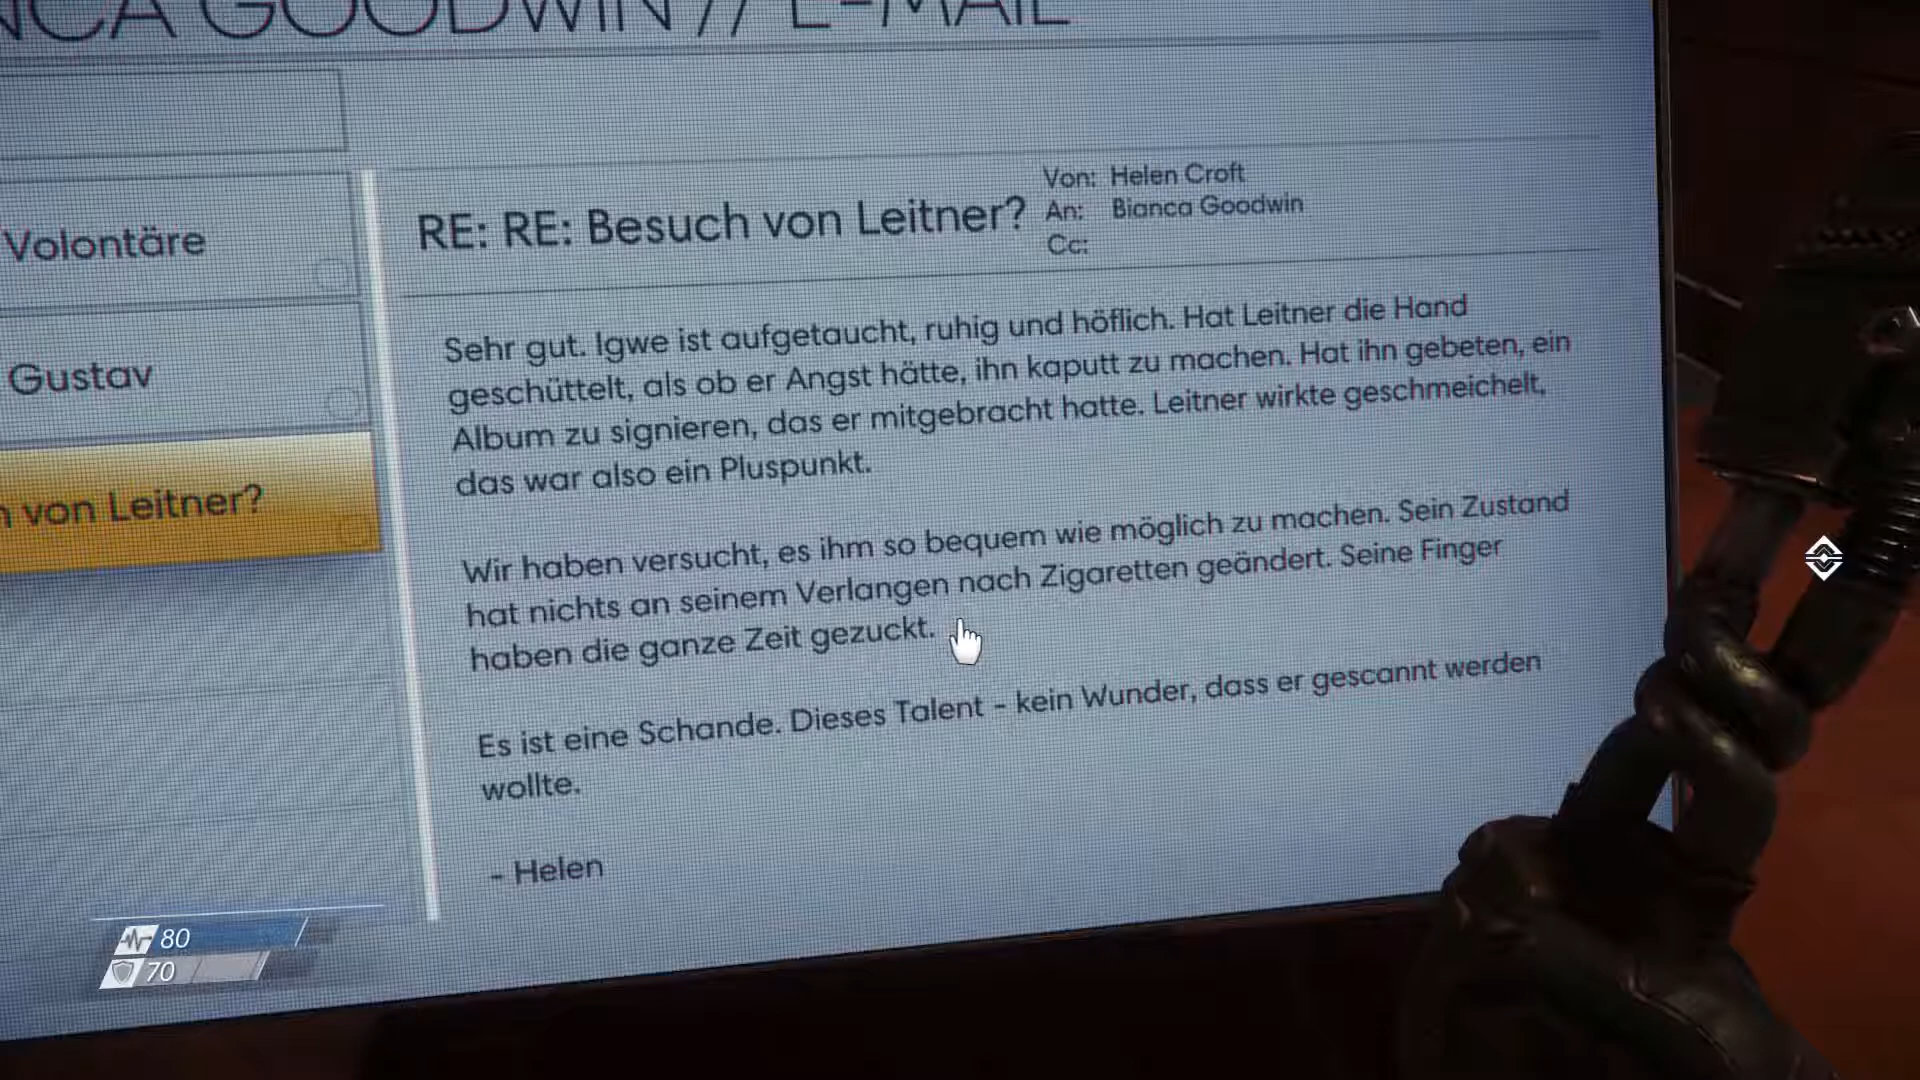 GOODWIN // E-MAIL
Volontäre
Gustav
von Leitner?
RE: RE: Besuch von Leitner?
Von: Helen Croft
An: Bianca Goodwin
Cc:
Sehr gut. Igwe ist aufgetaucht, ruhig und höflich. Hat Leitner die Hand
geschüttelt, als ob er Angst hätte, ihn kaputt zu machen. Hat ihn gebeten, ein
Album zu signieren, das er mitgebracht hatte. Leitner wirkte geschmeichelt,
das war also ein Pluspunkt.
Wir haben versucht, es ihm so bequem wie möglich zu machen. Sein Zustand
hat nichts an seinem Verlangen nach Zigaretten geändert. Seine Finger
haben die ganze Zeit gezuckt.
Es ist eine Schande. Dieses Talent - kein Wunder, dass er gescannt werden
wollte.
- Helen
80
70